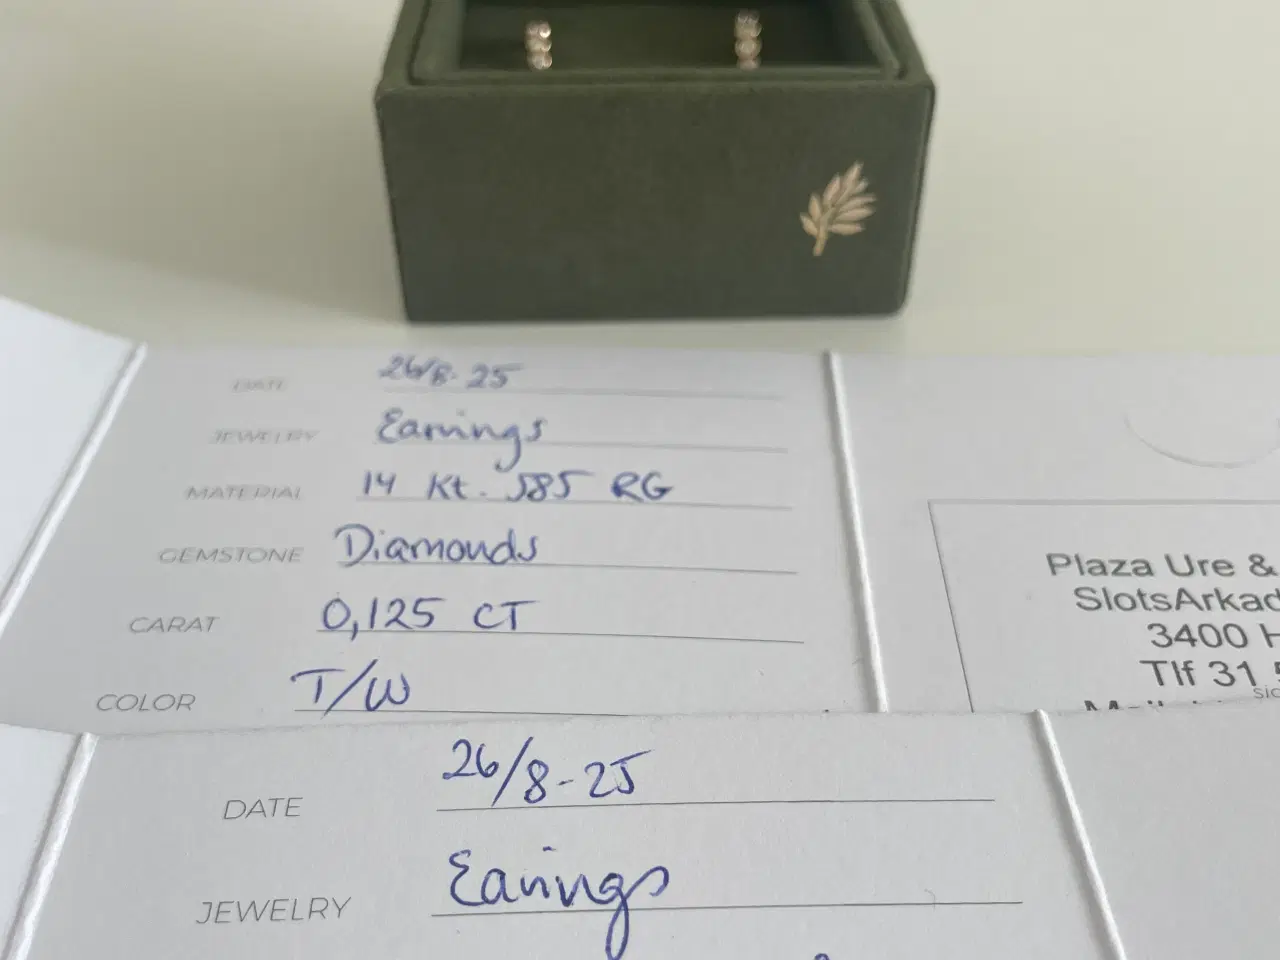 DATE 26/8-25
JEWELRY Earrings
MATERIAL 14 Kt. 585 RG
GEMSTONE Diamonds
CARAT 0,125 CT
COLOR T/W
Plaza Ure &
SlotsArkad
3400 H
Tlf 31
DATE 26/8-25
JEWELRY Earings